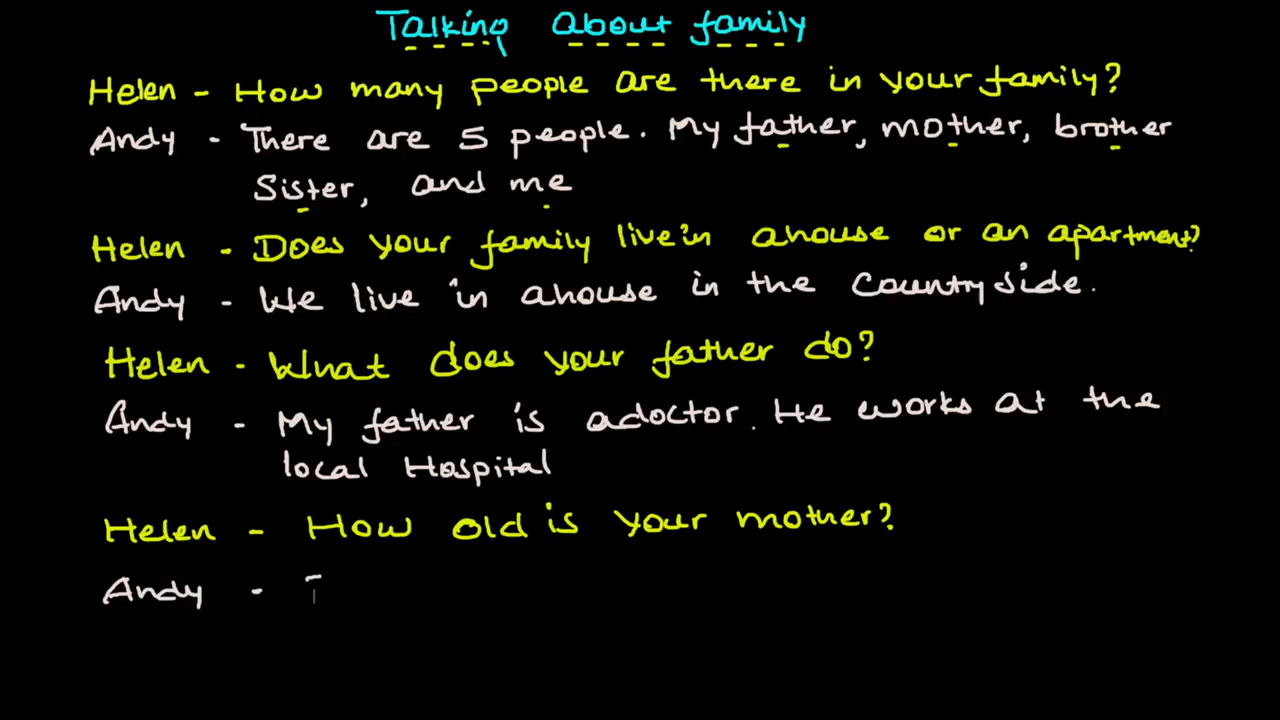 Talking about family
Helen - How many people are there in your family?
Andy - There are 5 people. My father, mother, brother
Sister, and me
Helen - Does your family live in a house or an apartment?
Andy - We live in a house in the countryside.
Helen - What does your father do?
Andy - My father is a doctor. He works at the
local Hospital
Helen - How old is your mother?
Andy -